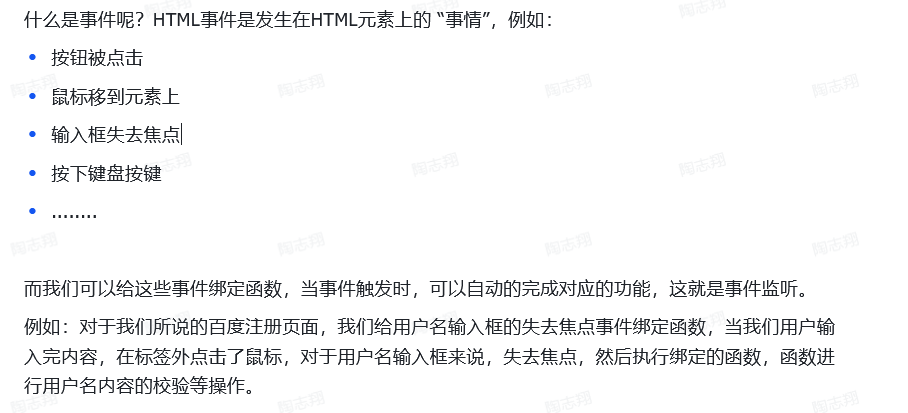 什么是事件呢？HTML事件是发生在HTML元素上的 “事情”，例如：
• 按钮被点击
• 鼠标移到元素上
• 输入框失去焦点
• 按下键盘按键
• ........
而我们可以给这些事件绑定函数，当事件触发时，可以自动的完成对应的功能，这就是事件监听。
例如：对于我们所说的百度注册页面，我们给用户名输入框的失去焦点事件绑定函数，当我们用户输
入完内容，在标签外点击了鼠标，对于用户名输入框来说，失去焦点，然后执行绑定的函数，函数进
行用户名内容的校验等操作。
陶志翔